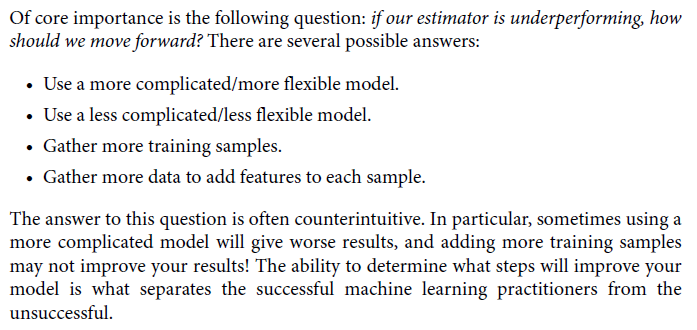 Of core importance is the following question: if our estimator is underperforming, how
should we move forward? There are several possible answers:
• Use a more complicated/more flexible model.
• Use a less complicated/less flexible model.
• Gather more training samples.
• Gather more data to add features to each sample.
The answer to this question is often counterintuitive. In particular, sometimes using a
more complicated model will give worse results, and adding more training samples
may not improve your results! The ability to determine what steps will improve your
model is what separates the successful machine learning practitioners from the
unsuccessful.